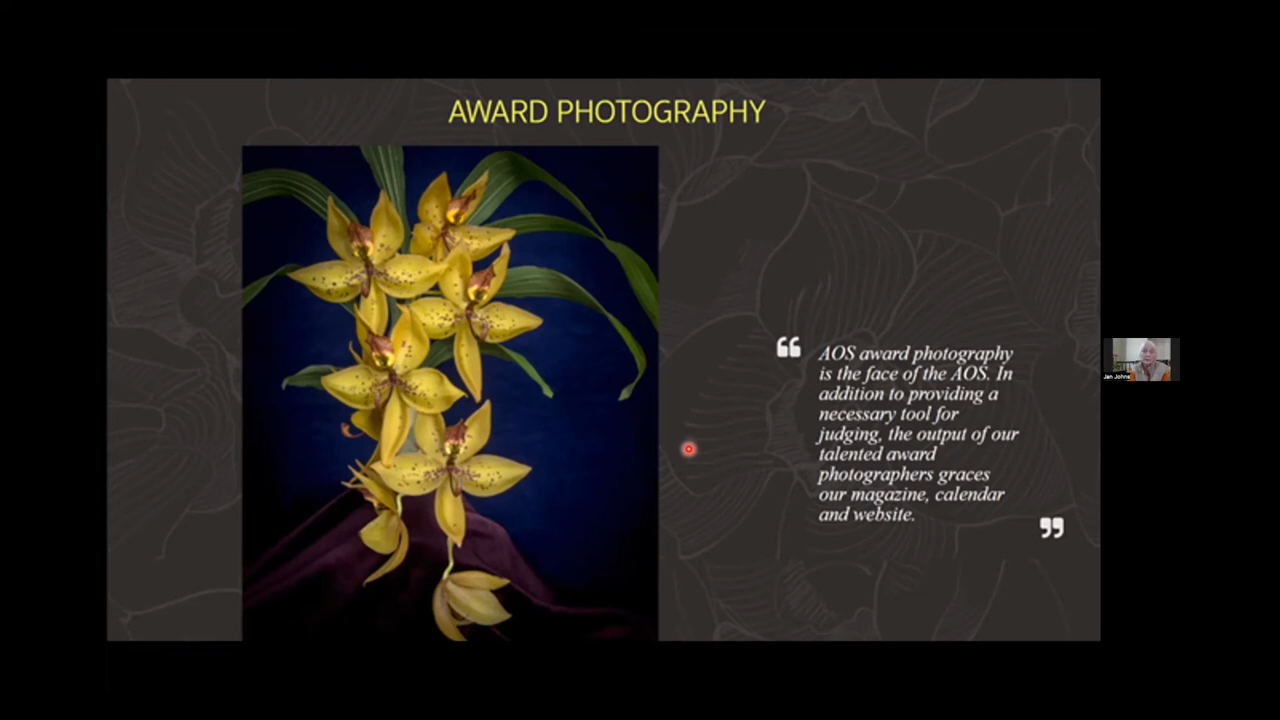 AWARD PHOTOGRAPHY
“ AOS award photography
is the face of the AOS. In
addition to providing a
necessary tool for
judging, the output of our
talented award
photographers graces
our magazine, calendar
and website. ”
Jan Johns